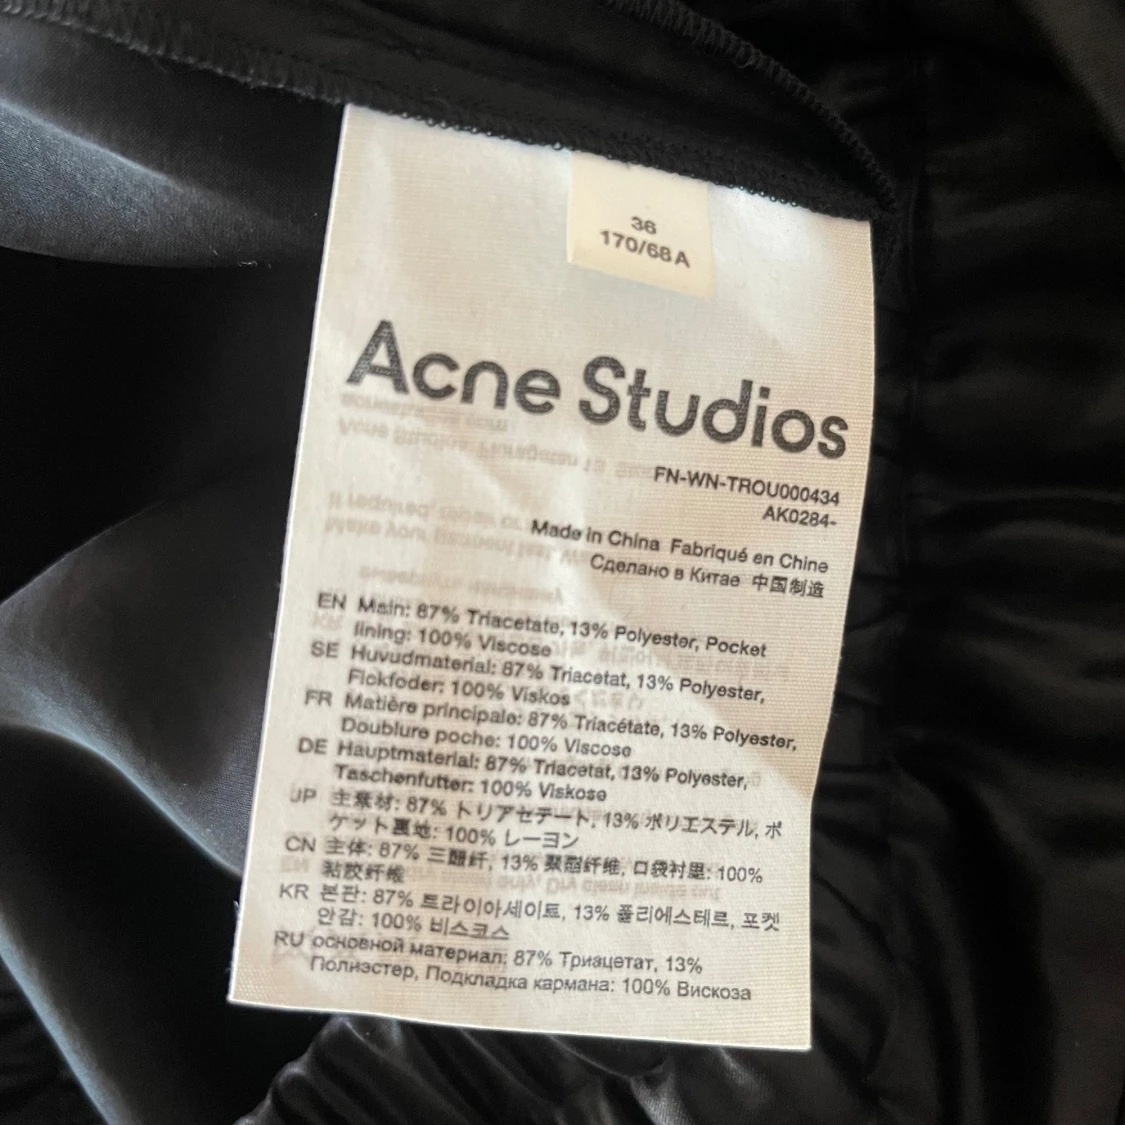 36
170/68A
Acne Studios
FN-WN-TROU000434
AK0284-
Made in China Fabriqué en Chine
Сделано в Китае 中国制造
EN Main: 87% Triacetate, 13% Polyester, Pocket
lining: 100% Viscose
SE Huvudmaterial: 87% Triacetat, 13% Polyester,
Fickfoder: 100% Viskos
FR Matière principale: 87% Triacétate, 13% Polyester,
Doublure poche: 100% Viscose
DE Hauptmaterial: 87% Triacetat, 13% Polyester,
Taschenfutter: 100% Viskose
JP 主素材: 87% トリアセテート, 13% ポリエステル, ポ
ケット裏地: 100% レーヨン
CN 主体: 87% 三醋纤, 13% 聚酯纤维, 口袋衬里: 100%
粘胶纤维
KR 본판: 87% 트라이아세이트, 13% 폴리에스테르, 포켓
안감: 100% 비스코스
RU основной материал: 87% Триацетат, 13%
Полиэстер, Подкладка кармана: 100% Вискоза